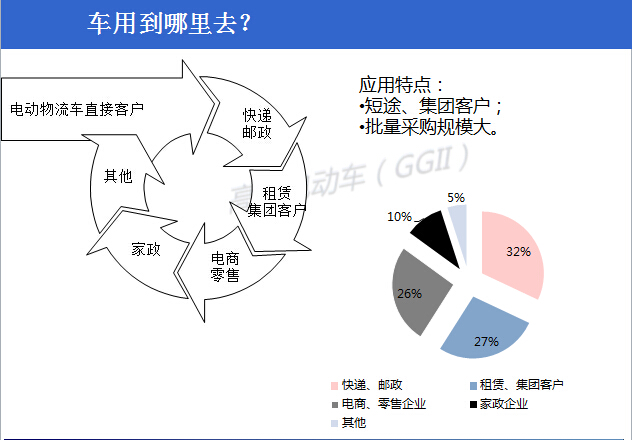 车用到哪里去?
电动物流车直接客户
快递
邮政
租赁
集团客户
电商
零售
家政
其他
应用特点：
•短途、集团客户；
•批量采购规模大。
电动车（GGII）
5%
10%
32%
26%
27%
快递、邮政
租赁、集团客户
电商、零售企业
家政企业
其他